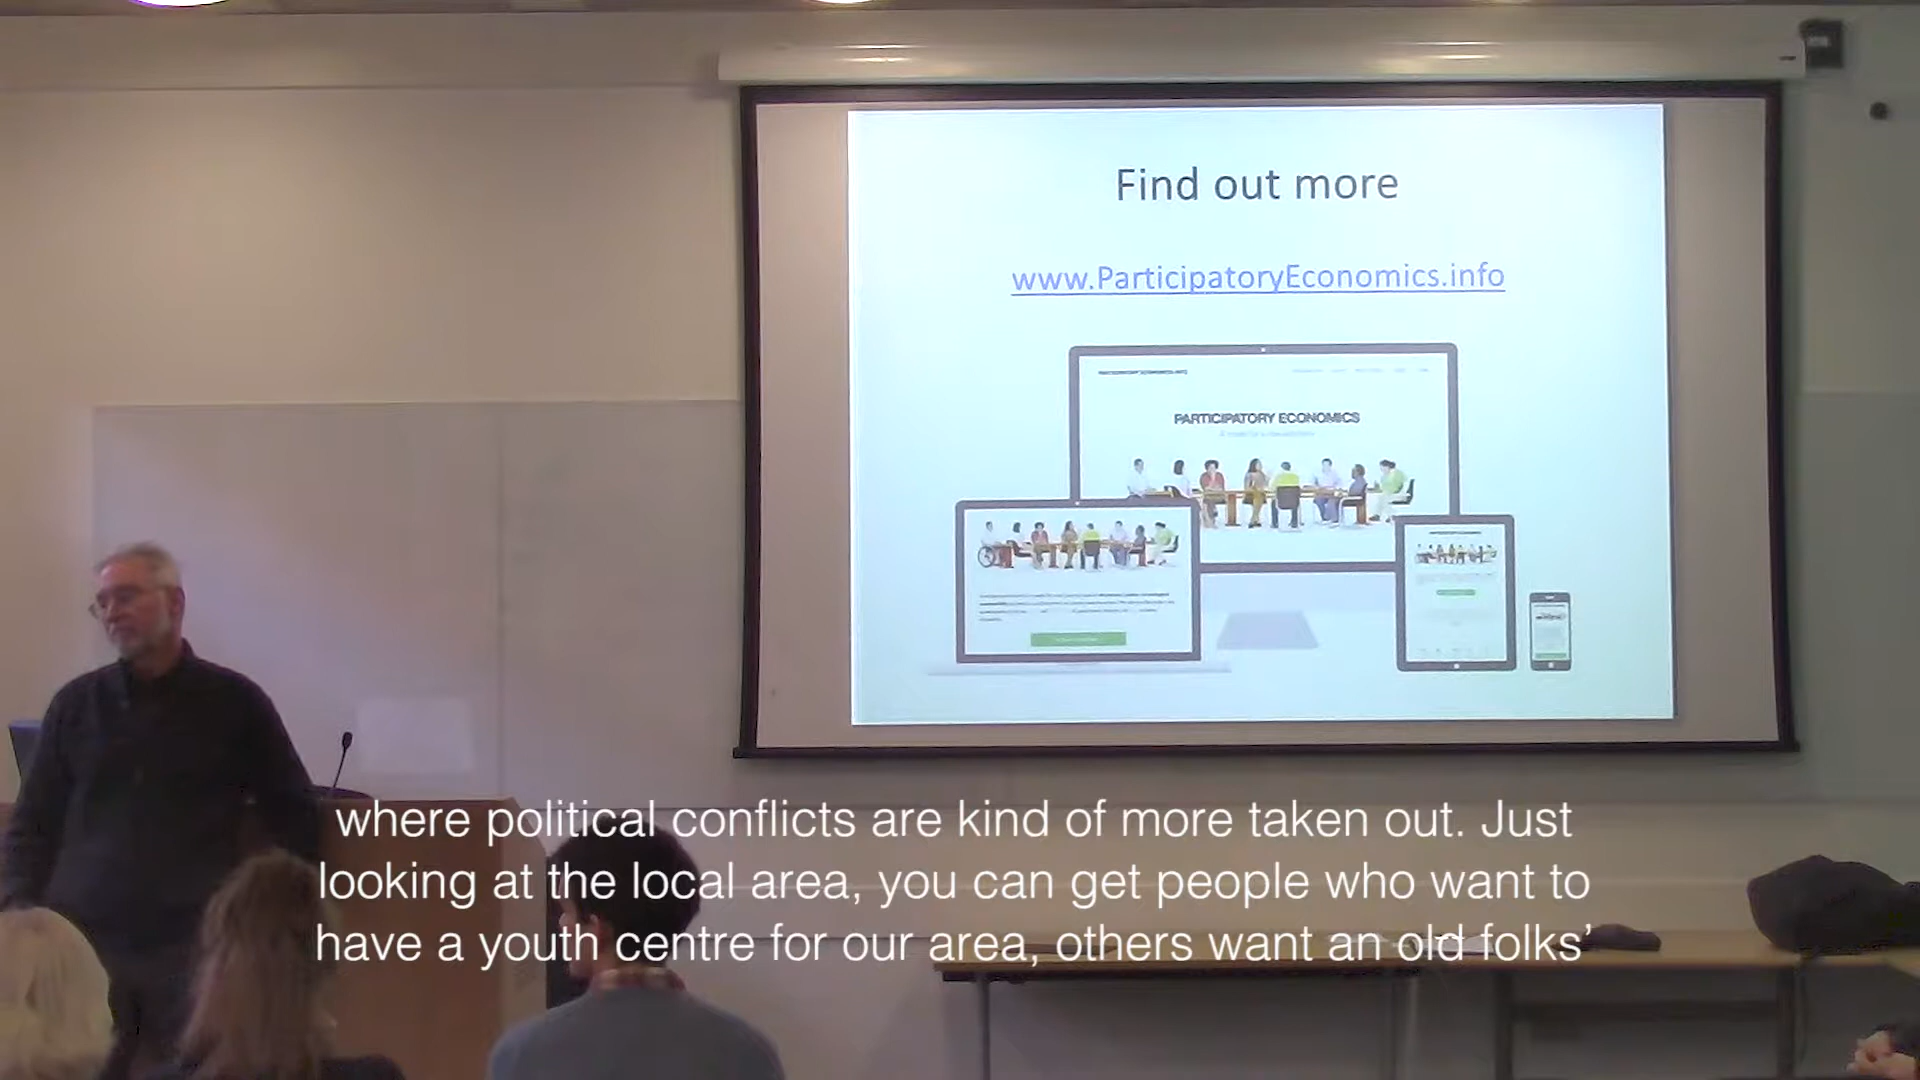 Find out more
www.ParticipatoryEconomics.info
PARTICIPATORY ECONOMICS
where political conflicts are kind of more taken out. Just
looking at the local area, you can get people who want to
have a youth centre for our area, others want an old folks’